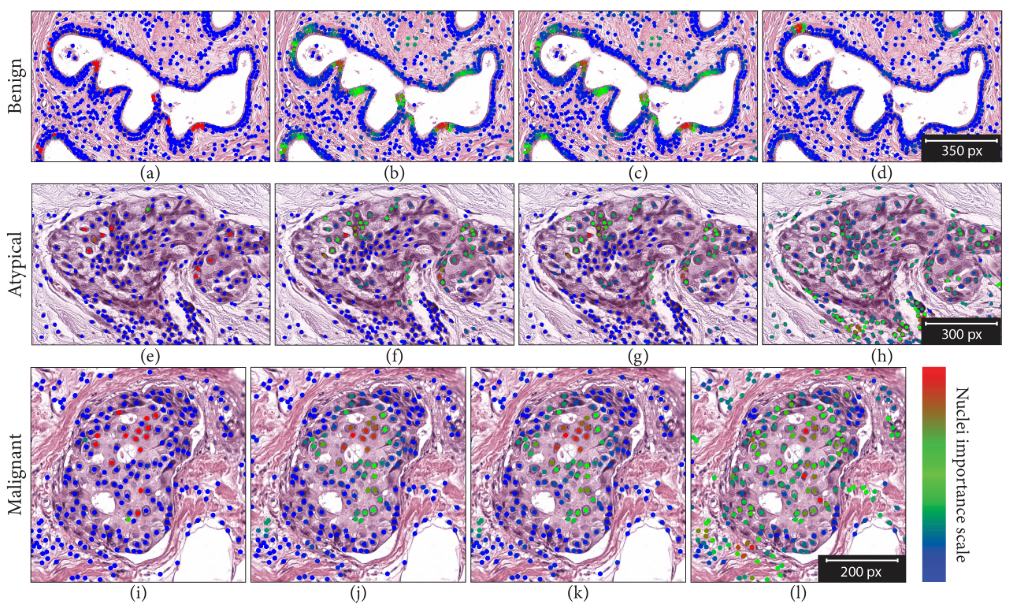 Benign
350 px
(a) (b) (c) (d)
Atypical
300 px
(e) (f) (g) (h)
Malignant
Nuclei importance scale
200 px
(i) (j) (k) (l)